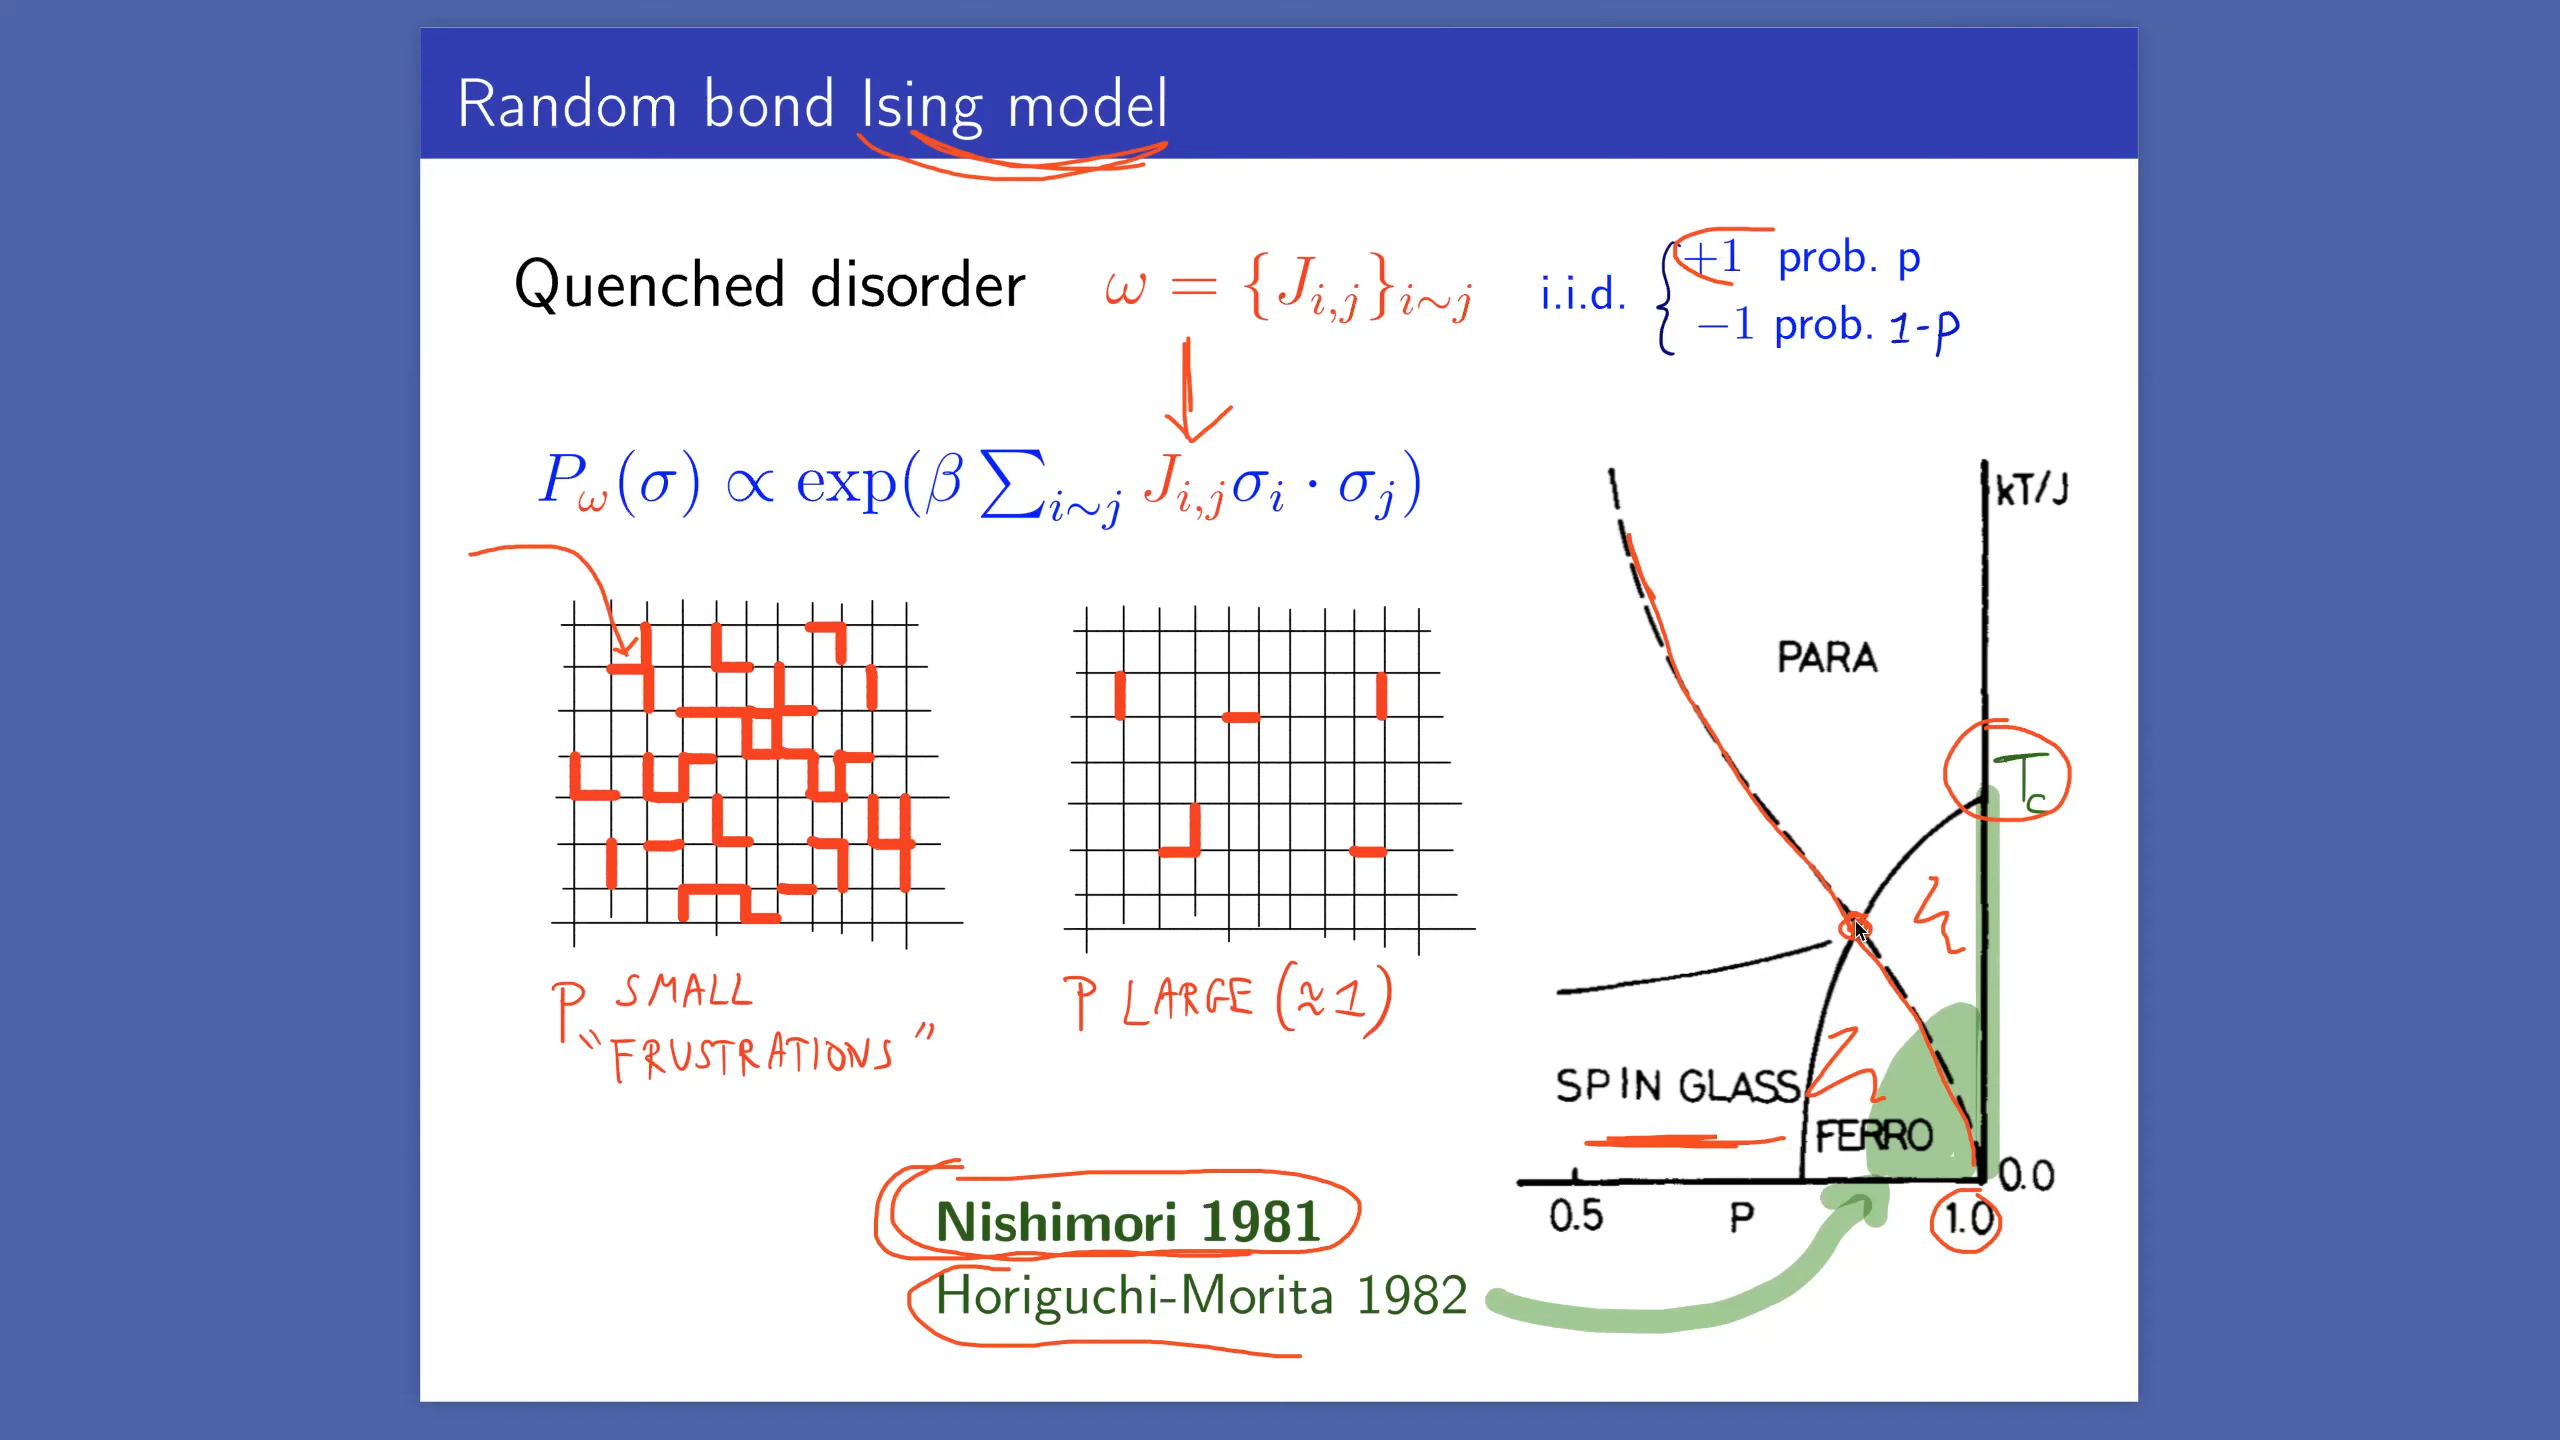 Random bond Ising model
Quenched disorder ω = {J_{i,j}}_{i∼j} i.i.d. { +1 prob. p
−1 prob. 1-p
P_ω(σ) ∝ exp(β ∑_{i∼j} J_{i,j}σ_i · σ_j)
kT/J
PARA
T_c
P SMALL
"FRUSTRATIONS"
P LARGE (≈1)
SPIN GLASS
FERRO
0.0
0.5 P 1.0
Nishimori 1981
Horiguchi-Morita 1982